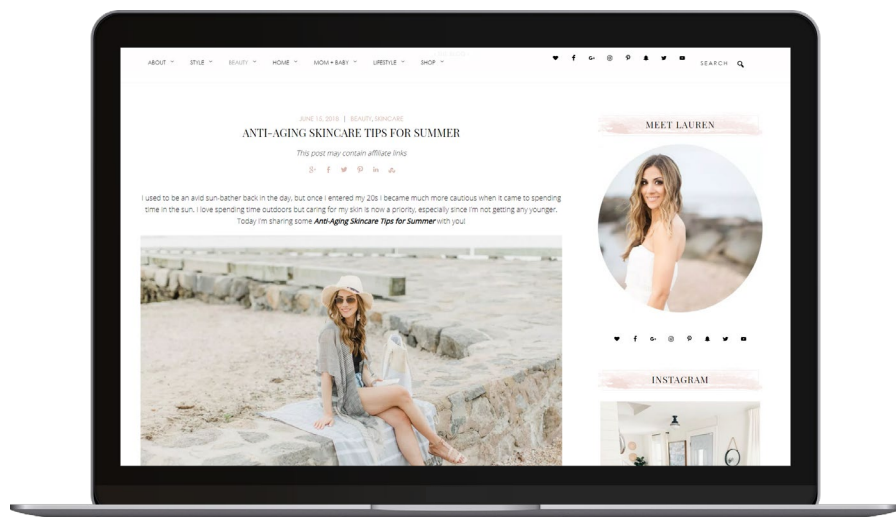 ABOUT STYLE BEAUTY HOME MOM + BABY LIFESTYLE SHOP SEARCH
JUNE 15, 2018 | BEAUTY, SKINCARE
ANTI-AGING SKINCARE TIPS FOR SUMMER
This post may contain affiliate links
I used to be an avid sun-bather back in the day, but once I entered my 20s I became much more cautious when it came to spending
time in the sun. I love spending time outdoors but caring for my skin is now a priority, especially since I'm not getting any younger.
Today I'm sharing some Anti-Aging Skincare Tips for Summer with you!
MEET LAUREN
INSTAGRAM